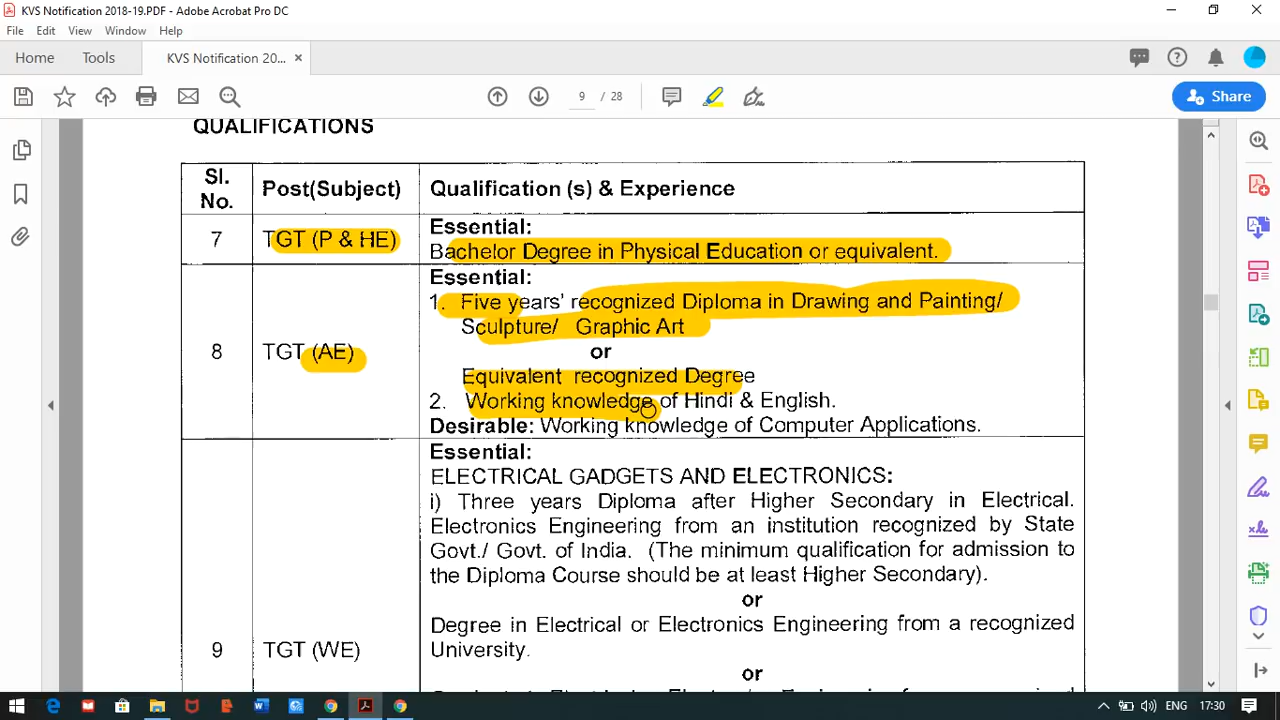 KVS Notification 2018-19.PDF - Adobe Acrobat Pro DC
File Edit View Window Help
Home Tools KVS Notification 20... ×
9 / 28
Share
QUALIFICATIONS
Sl. No. Post(Subject) Qualification (s) & Experience
7 TGT (P & HE) Essential:
Bachelor Degree in Physical Education or equivalent.
8 TGT (AE) Essential:
1. Five years' recognized Diploma in Drawing and Painting/
Sculpture/ Graphic Art
or
Equivalent recognized Degree
2. Working knowledge of Hindi & English.
Desirable: Working knowledge of Computer Applications.
9 TGT (WE) Essential:
ELECTRICAL GADGETS AND ELECTRONICS:
i) Three years Diploma after Higher Secondary in Electrical.
Electronics Engineering from an institution recognized by State
Govt./ Govt. of India. (The minimum qualification for admission to
the Diploma Course should be at least Higher Secondary).
or
Degree in Electrical or Electronics Engineering from a recognized
University.
or
ENG 17:30